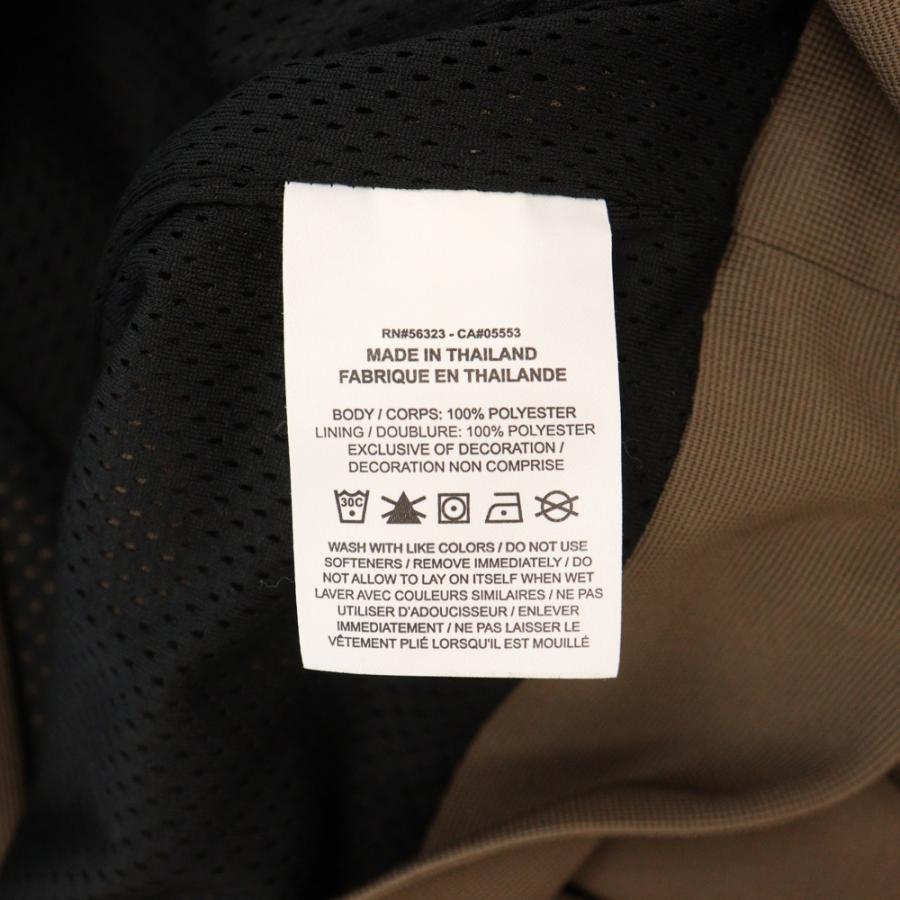 RN#56323 - CA#05553
MADE IN THAILAND
FABRIQUE EN THAILANDE
BODY / CORPS: 100% POLYESTER
LINING / DOUBLURE: 100% POLYESTER
EXCLUSIVE OF DECORATION /
DECORATION NON COMPRISE
30C
WASH WITH LIKE COLORS / DO NOT USE
SOFTENERS / REMOVE IMMEDIATELY / DO
NOT ALLOW TO LAY ON ITSELF WHEN WET
LAVER AVEC COULEURS SIMILAIRES / NE PAS
UTILISER D'ADOUCISSEUR / ENLEVER
IMMEDIATEMENT / NE PAS LAISSER LE
VÊTEMENT PLIÉ LORSQU'IL EST MOUILLÉ